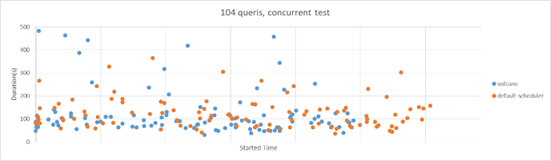 104 queris, concurrent test
500
400
300
200
100
0
Duration(s)
Started Time
volcano
default scheduler